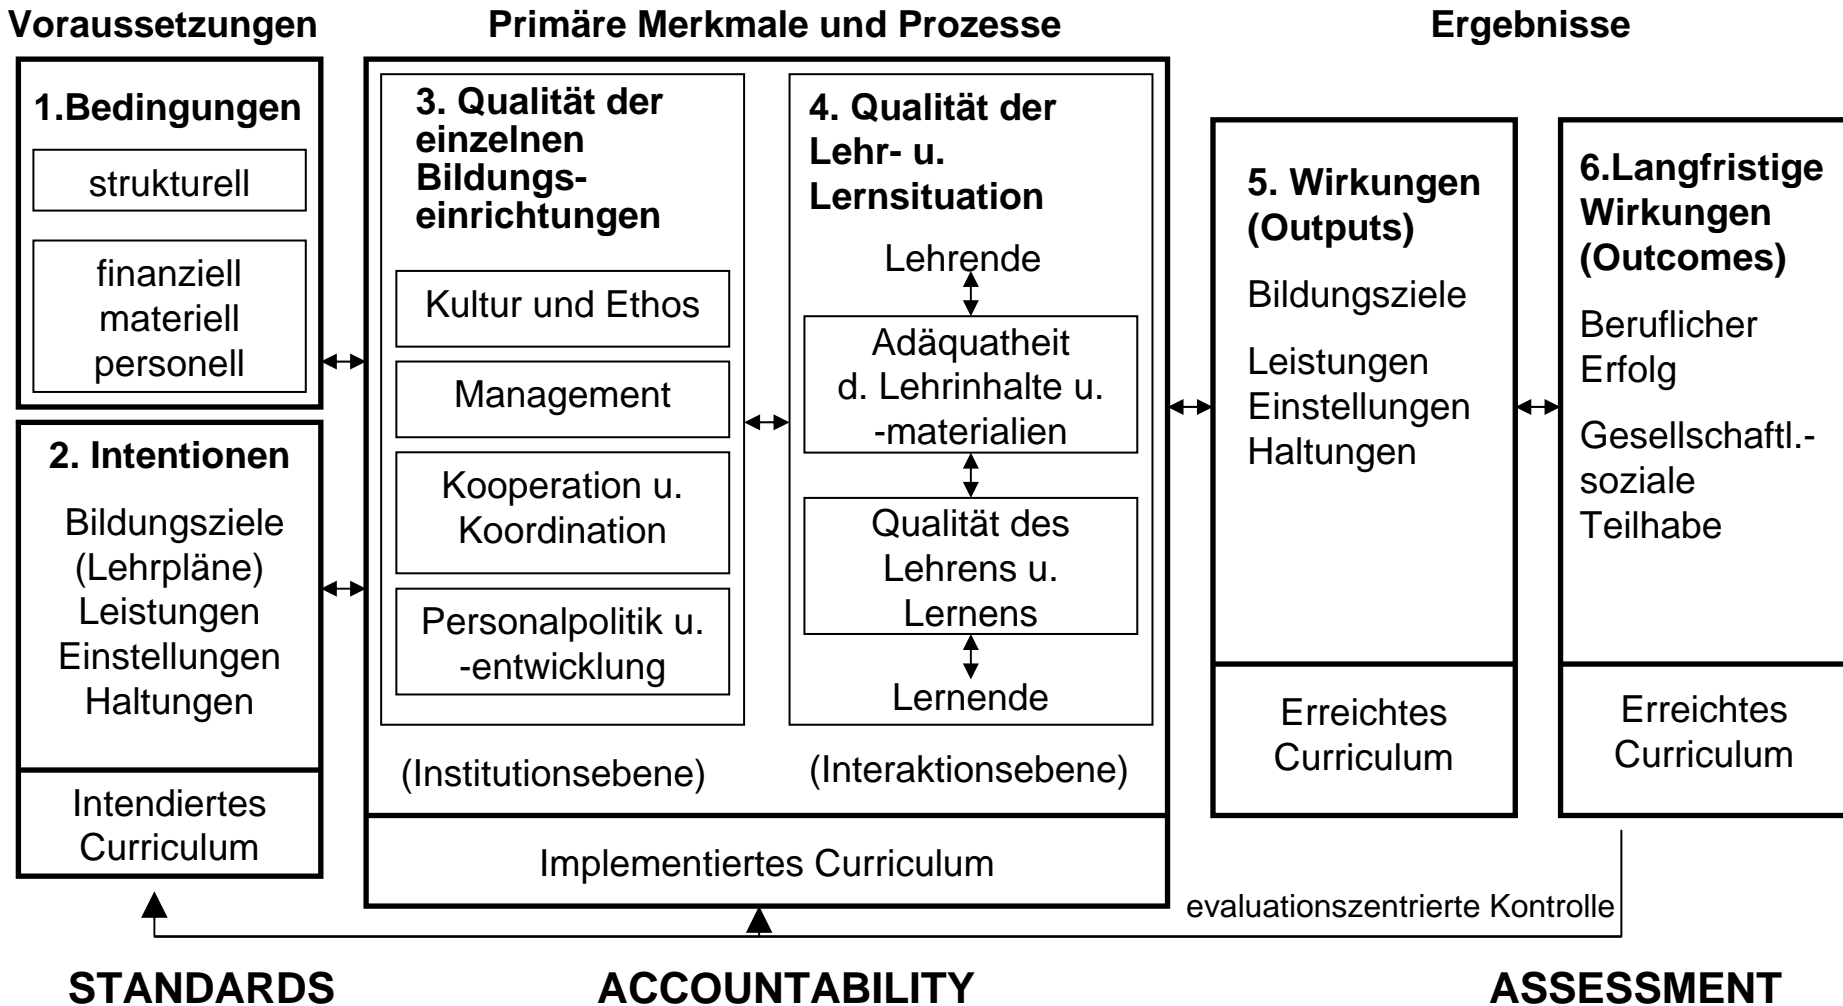 Voraussetzungen
Primäre Merkmale und Prozesse
Ergebnisse
1.Bedingungen
strukturell
finanziell
materiell
personell
2. Intentionen
Bildungsziele
(Lehrpläne)
Leistungen
Einstellungen
Haltungen
Intendiertes
Curriculum
3. Qualität der
einzelnen
Bildungs-
einrichtungen
Kultur und Ethos
Management
Kooperation u.
Koordination
Personalpolitik u.
-entwicklung
(Institutionsebene)
4. Qualität der
Lehr- u.
Lernsituation
Lehrende
Adäquatheit
d. Lehrinhalte u.
-materialien
Qualität des
Lehrens u.
Lernens
Lernende
(Interaktionsebene)
Implementiertes Curriculum
5. Wirkungen
(Outputs)
Bildungsziele
Leistungen
Einstellungen
Haltungen
Erreichtes
Curriculum
6.Langfristige
Wirkungen
(Outcomes)
Beruflicher
Erfolg
Gesellschaftl.-
soziale
Teilhabe
Erreichtes
Curriculum
evaluationszentrierte Kontrolle
STANDARDS
ACCOUNTABILITY
ASSESSMENT